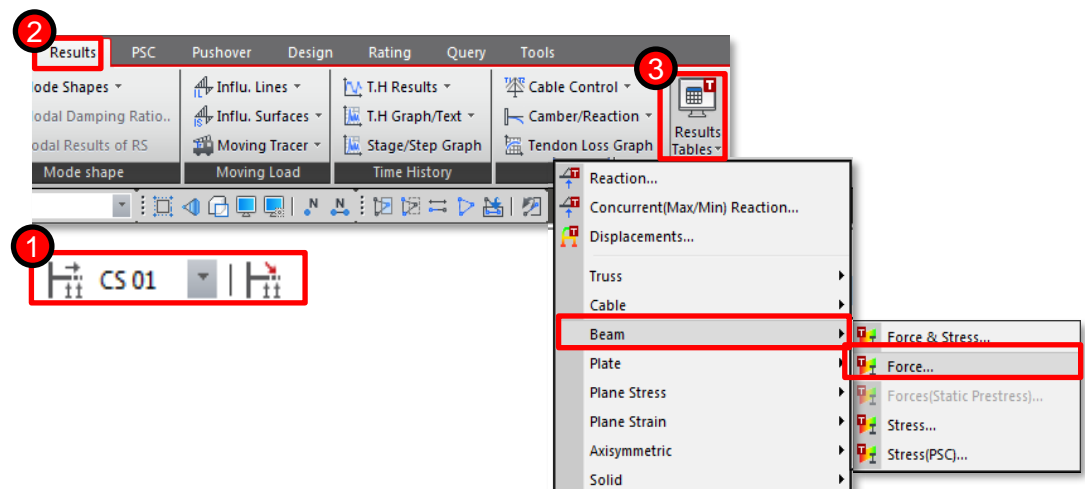 2
Results PSC Pushover Design Rating Query Tools
3
ode Shapes Influ. Lines T.H Results Cable Control
odal Damping Ratio.. Influ. Surfaces T.H Graph/Text Camber/Reaction
odal Results of RS Moving Tracer Stage/Step Graph Tendon Loss Graph
Results
Tables
Mode shape Moving Load Time History
Reaction...
Concurrent(Max/Min) Reaction...
Displacements...
1
CS 01
Truss
Cable
Beam
Plate
Plane Stress
Plane Strain
Axisymmetric
Solid
Force & Stress...
Force...
Forces(Static Prestress)...
Stress...
Stress(PSC)...